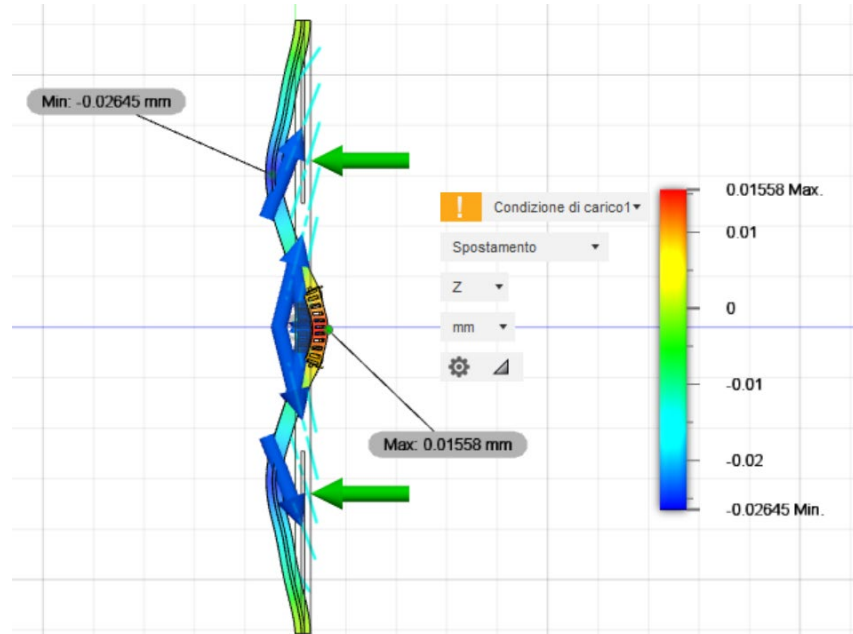 Min: -0.02645 mm
! Condizione di carico1
Spostamento
Z
mm
Max: 0.01558 mm
0.01558 Max.
0.01
0
-0.01
-0.02
-0.02645 Min.